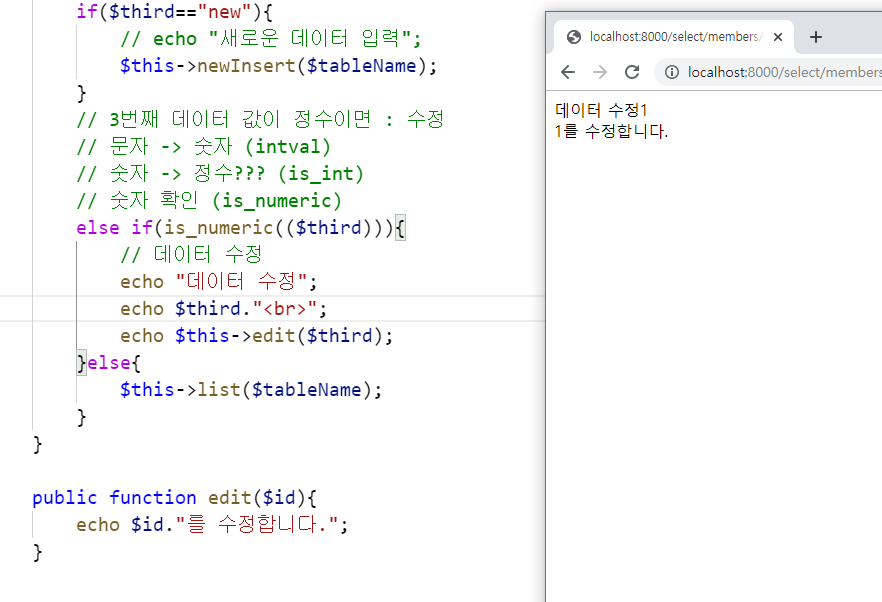 if($third=="new"){
// echo "새로운 데이터 입력";
$this->newInsert($tableName);
}
// 3번째 데이터 값이 정수이면 : 수정
// 문자 -> 숫자 (intval)
// 숫자 -> 정수??? (is_int)
// 숫자 확인 (is_numeric)
else if(is_numeric(($third))){
// 데이터 수정
echo "데이터 수정";
echo $third."<br>";
echo $this->edit($third);
}else{
$this->list($tableName);
}
}
public function edit($id){
echo $id."를 수정합니다.";
}
localhost:8000/select/members/
localhost:8000/select/members
데이터 수정1
1를 수정합니다.